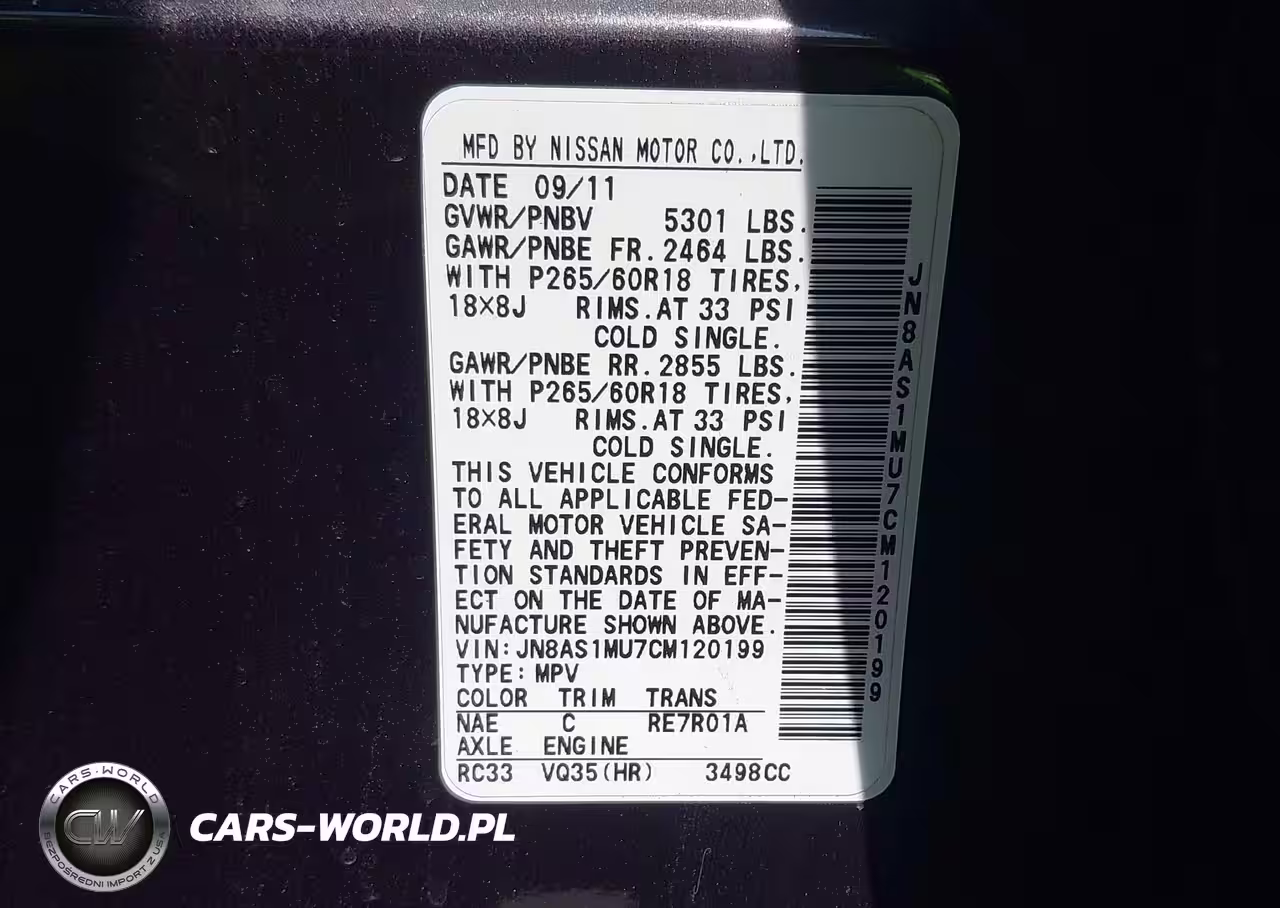 MFD BY NISSAN MOTOR CO.,LTD.
DATE 09/11
GVWR/PNBV 5301 LBS.
GAWR/PNBE FR. 2464 LBS.
WITH P265/60R18 TIRES,
18×8J RIMS. AT 33 PSI
COLD SINGLE.
GAWR/PNBE RR. 2855 LBS.
WITH P265/60R18 TIRES,
18×8J RIMS. AT 33 PSI
COLD SINGLE.
THIS VEHICLE CONFORMS
TO ALL APPLICABLE FED-
ERAL MOTOR VEHICLE SA-
FETY AND THEFT PREVEN-
TION STANDARDS IN EFF-
ECT ON THE DATE OF MA-
NUFACTURE SHOWN ABOVE.
VIN:JN8AS1MU7CM120199
TYPE:MPV
COLOR TRIM TRANS
NAE C RE7R01A
AXLE ENGINE
RC33 VQ35(HR) 3498CC
JN8AS1MU7CM120199
CARS-WORLD
CW
BEZPOŚREDNI IMPORT Z USA
CARS-WORLD.PL